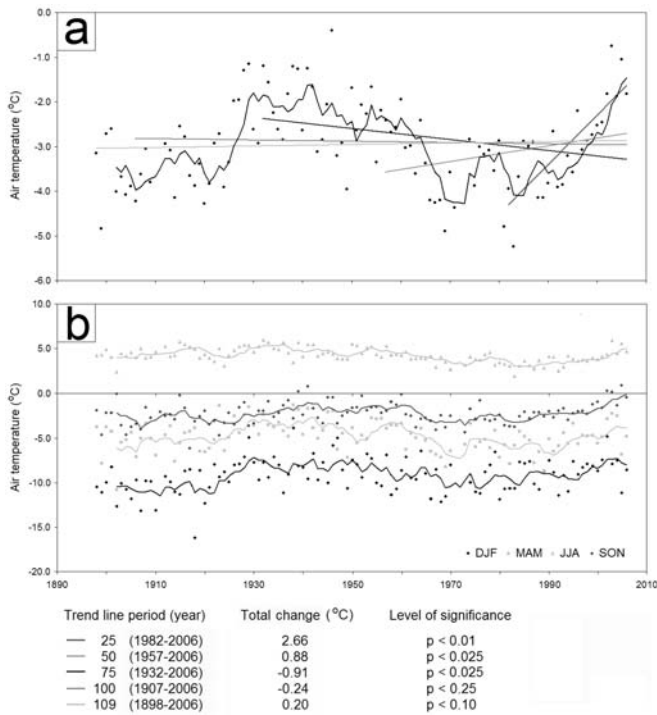 a
0.0
-1.0
-2.0
-3.0
-4.0
-5.0
-6.0
Air temperature (°C)
b
10.0
5.0
0.0
-5.0
-10.0
-15.0
-20.0
Air temperature (°C)
DJF MAM JJA SON
1890 1910 1930 1950 1970 1990 2010
Trend line period (year) Total change (°C) Level of significance
25 (1982-2006) 2.66 p < 0.01
50 (1957-2006) 0.88 p < 0.025
75 (1932-2006) -0.91 p < 0.025
100 (1907-2006) -0.24 p < 0.25
109 (1898-2006) 0.20 p < 0.10